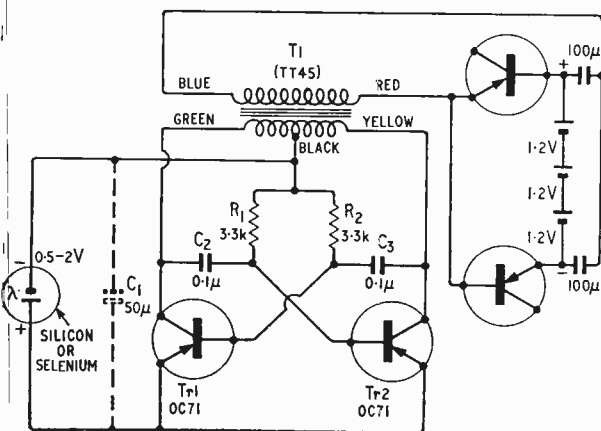 T1
(TT45)
BLUE
RED
GREEN
YELLOW
BLACK
+
100μ
1·2V
1·2V
1·2V
−
100μ
R1
3·3k
R2
3·3k
C2
0·1μ
C3
0·1μ
−
0·5-2V
λ
+
C1
50μ
SILICON
OR
SELENIUM
Tr1
OC71
Tr2
OC71